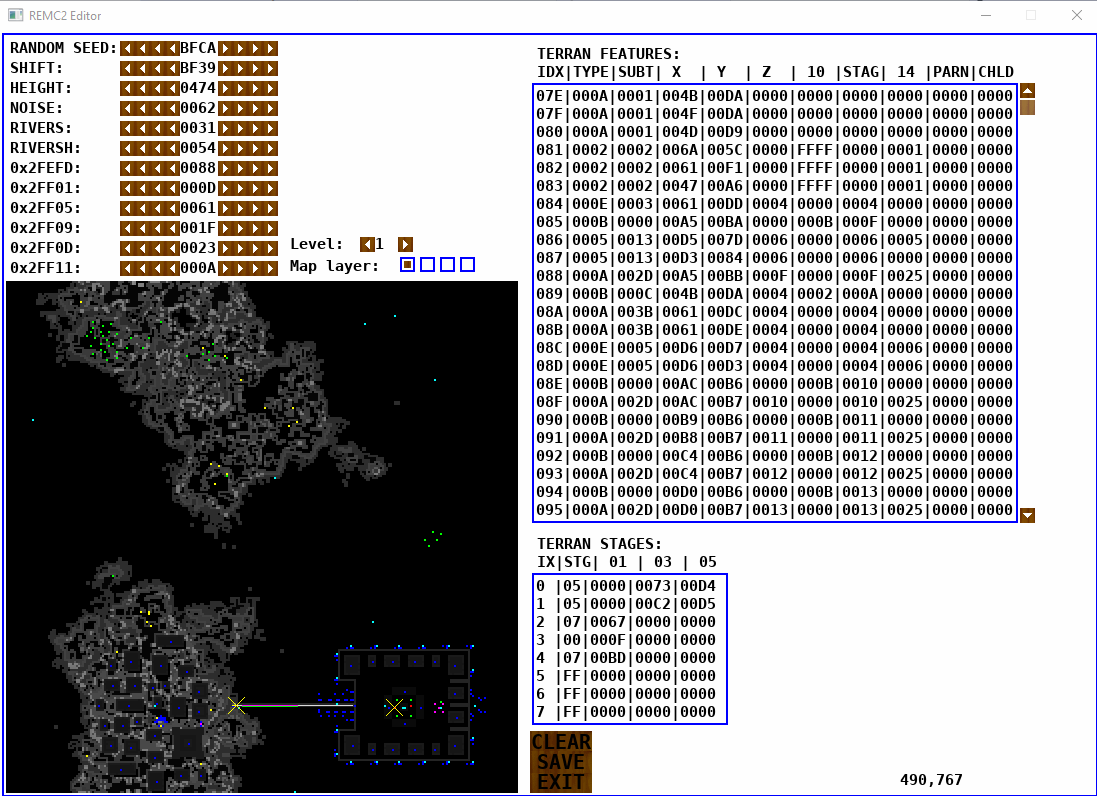 REMC2 Editor
RANDOM SEED: BFCA
SHIFT: BF39
HEIGHT: 0474
NOISE: 0062
RIVERS: 0031
RIVERSH: 0054
0x2FEFD: 0088
0x2FF01: 000D
0x2FF05: 0061
0x2FF09: 001F
0x2FF0D: 0023
0x2FF11: 000A
Level: 1
Map layer:
TERRAN FEATURES:
IDX|TYPE|SUBT| X | Y | Z | 10 |STAG| 14 |PARN|CHLD
07E|000A|0001|004B|00DA|0000|0000|0000|0000|0000|0000
07F|000A|0001|004F|00DA|0000|0000|0000|0000|0000|0000
080|000A|0001|004D|00D9|0000|0000|0000|0000|0000|0000
081|0002|0002|006A|005C|0000|FFFF|0000|0001|0000|0000
082|0002|0002|0061|00F1|0000|FFFF|0000|0001|0000|0000
083|0002|0002|0047|00A6|0000|FFFF|0000|0001|0000|0000
084|000E|0003|0061|00DD|0004|0000|0004|0000|0000|0000
085|000B|0000|00A5|00BA|0000|000B|000F|0000|0000|0000
086|0005|0013|00D5|007D|0006|0000|0006|0005|0000|0000
087|0005|0013|00D3|0084|0006|0000|0006|0000|0000|0000
088|000A|002D|00A5|00BB|000F|0000|000F|0025|0000|0000
089|000B|000C|004B|00DA|0004|0002|000A|0000|0000|0000
08A|000A|003B|0061|00DC|0004|0000|0004|0000|0000|0000
08B|000A|003B|0061|00DE|0004|0000|0004|0000|0000|0000
08C|000E|0005|00D6|00D7|0004|0000|0004|0006|0000|0000
08D|000E|0005|00D6|00D3|0004|0000|0004|0006|0000|0000
08E|000B|0000|00AC|00B6|0000|000B|0010|0000|0000|0000
08F|000A|002D|00AC|00B7|0010|0000|0010|0025|0000|0000
090|000B|0000|00B9|00B6|0000|000B|0011|0000|0000|0000
091|000A|002D|00B8|00B7|0011|0000|0011|0025|0000|0000
092|000B|0000|00C4|00B6|0000|000B|0012|0000|0000|0000
093|000A|002D|00C4|00B7|0012|0000|0012|0025|0000|0000
094|000B|0000|00D0|00B6|0000|000B|0013|0000|0000|0000
095|000A|002D|00D0|00B7|0013|0000|0013|0025|0000|0000
TERRAN STAGES:
IX|STG| 01 | 03 | 05
0 |05|0000|0073|00D4
1 |05|0000|00C2|00D5
2 |07|0067|0000|0000
3 |00|000F|0000|0000
4 |07|00BD|0000|0000
5 |FF|0000|0000|0000
6 |FF|0000|0000|0000
7 |FF|0000|0000|0000
CLEAR
SAVE
EXIT
490,767